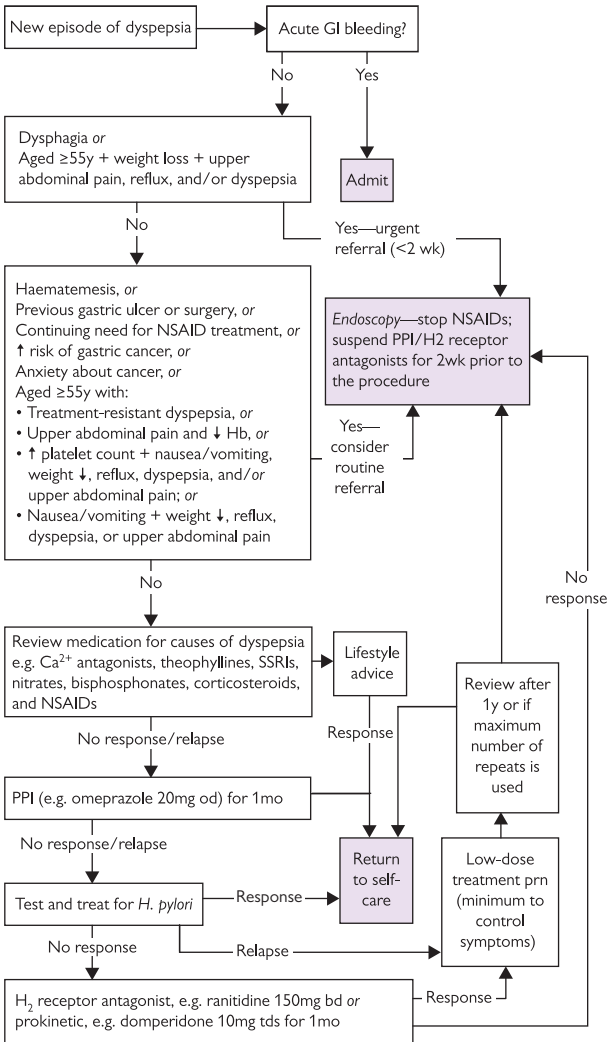 New episode of dyspepsia
Acute GI bleeding?
No
Yes
Dysphagia or
Aged ≥55y + weight loss + upper
abdominal pain, reflux, and/or dyspepsia
Admit
No
Yes—urgent
referral (<2 wk)
Haematemesis, or
Previous gastric ulcer or surgery, or
Continuing need for NSAID treatment, or
↑ risk of gastric cancer, or
Anxiety about cancer, or
Aged ≥55y with:
• Treatment-resistant dyspepsia, or
• Upper abdominal pain and ↓ Hb, or
• ↑ platelet count + nausea/vomiting,
weight ↓, reflux, dyspepsia, and/or
upper abdominal pain; or
• Nausea/vomiting + weight ↓, reflux,
dyspepsia, or upper abdominal pain
Endoscopy—stop NSAIDs;
suspend PPI/H2 receptor
antagonists for 2wk prior to
the procedure
Yes—
consider
routine
referral
No
response
No
Review medication for causes of dyspepsia
e.g. Ca²⁺ antagonists, theophyllines, SSRIs,
nitrates, bisphosphonates, corticosteroids,
and NSAIDs
Lifestyle
advice
Review after
1y or if
maximum
number of
repeats is
used
No response/relapse
Response
PPI (e.g. omeprazole 20mg od) for 1mo
No response/relapse
Return
to self-
care
Low-dose
treatment prn
(minimum to
control
symptoms)
Test and treat for H. pylori
Response
No response
Relapse
H₂ receptor antagonist, e.g. ranitidine 150mg bd or
prokinetic, e.g. domperidone 10mg tds for 1mo
Response